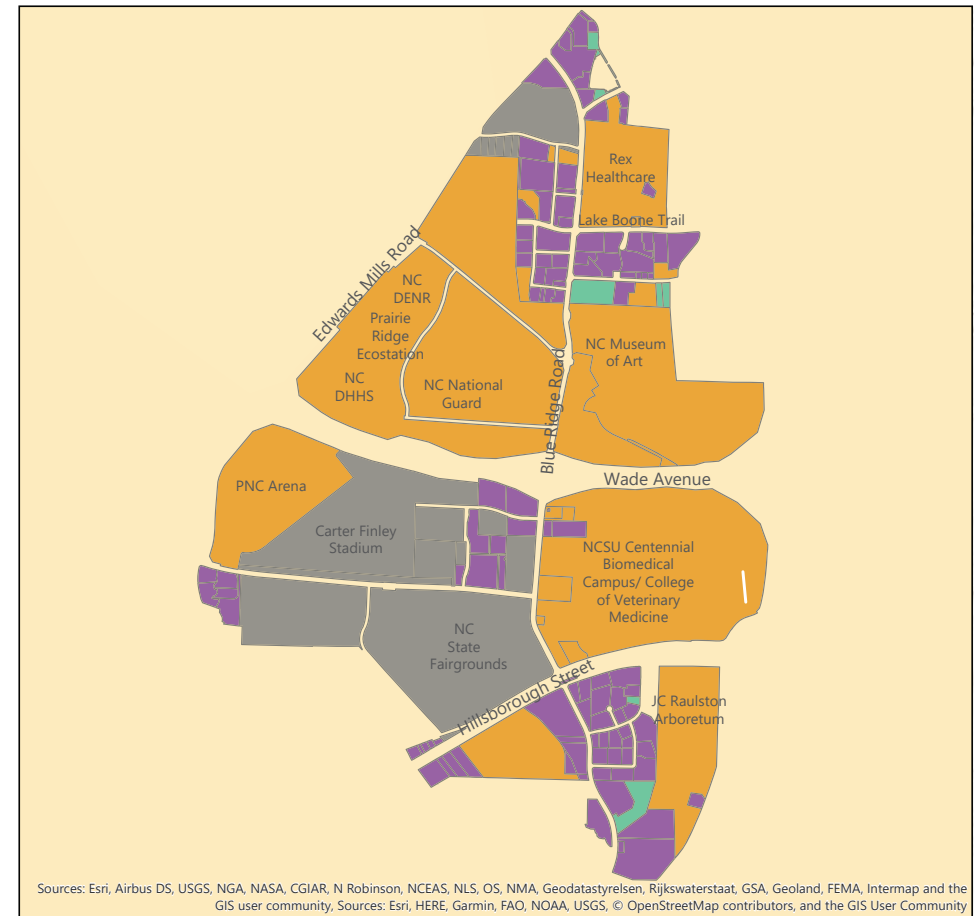 Rex
Healthcare
Lake Boone Trail
Edwards Mills Road
NC
DENR
Prairie
Ridge
Ecostation
NC
DHHS
NC National
Guard
Blue Ridge Road
NC Museum
of Art
Wade Avenue
PNC Arena
Carter Finley
Stadium
NCSU Centennial
Biomedical
Campus/ College
of Veterinary
Medicine
NC
State
Fairgrounds
Hillsborough Street
JC Raulston
Arboretum
Sources: Esri, Airbus DS, USGS, NGA, NASA, CGIAR, N Robinson, NCEAS, NLS, OS, NMA, Geodatastyrelsen, Rijkswaterstaat, GSA, Geoland, FEMA, Intermap and the
GIS user community, Sources: Esri, HERE, Garmin, FAO, NOAA, USGS, © OpenStreetMap contributors, and the GIS User Community